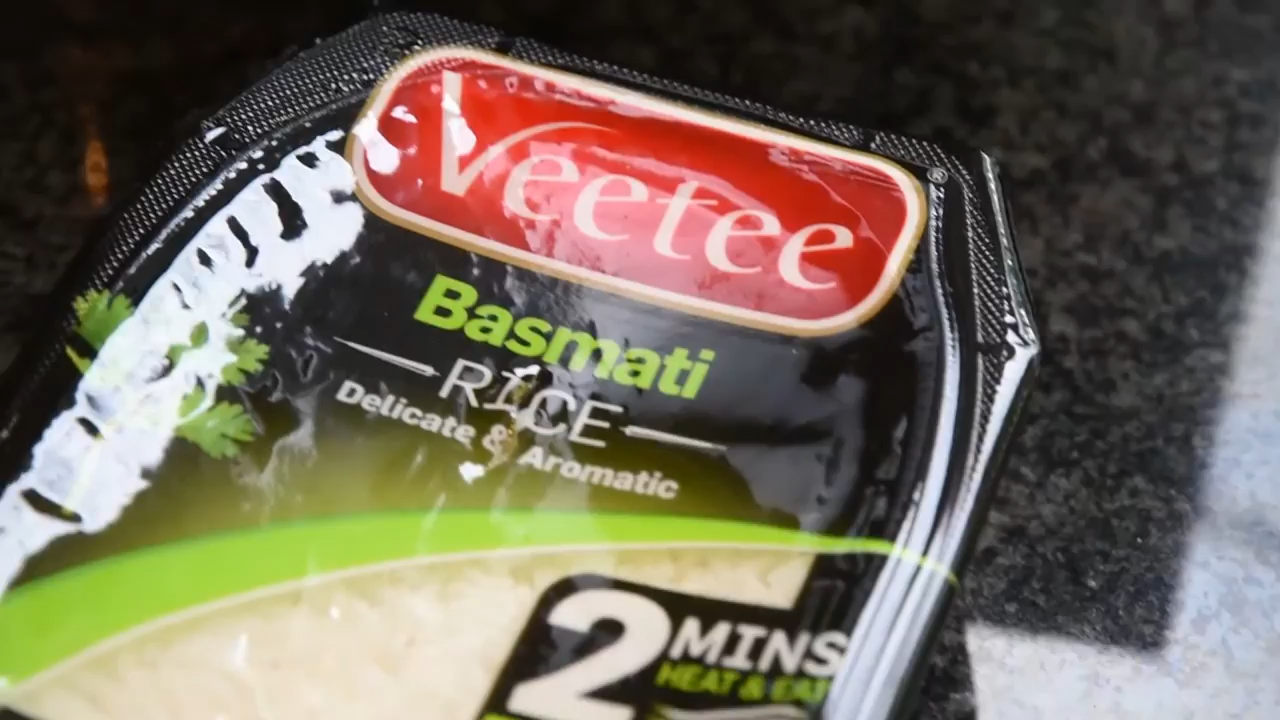 Veetee®
Basmati
RICE
Delicate & Aromatic
2 MINS
HEAT & EAT